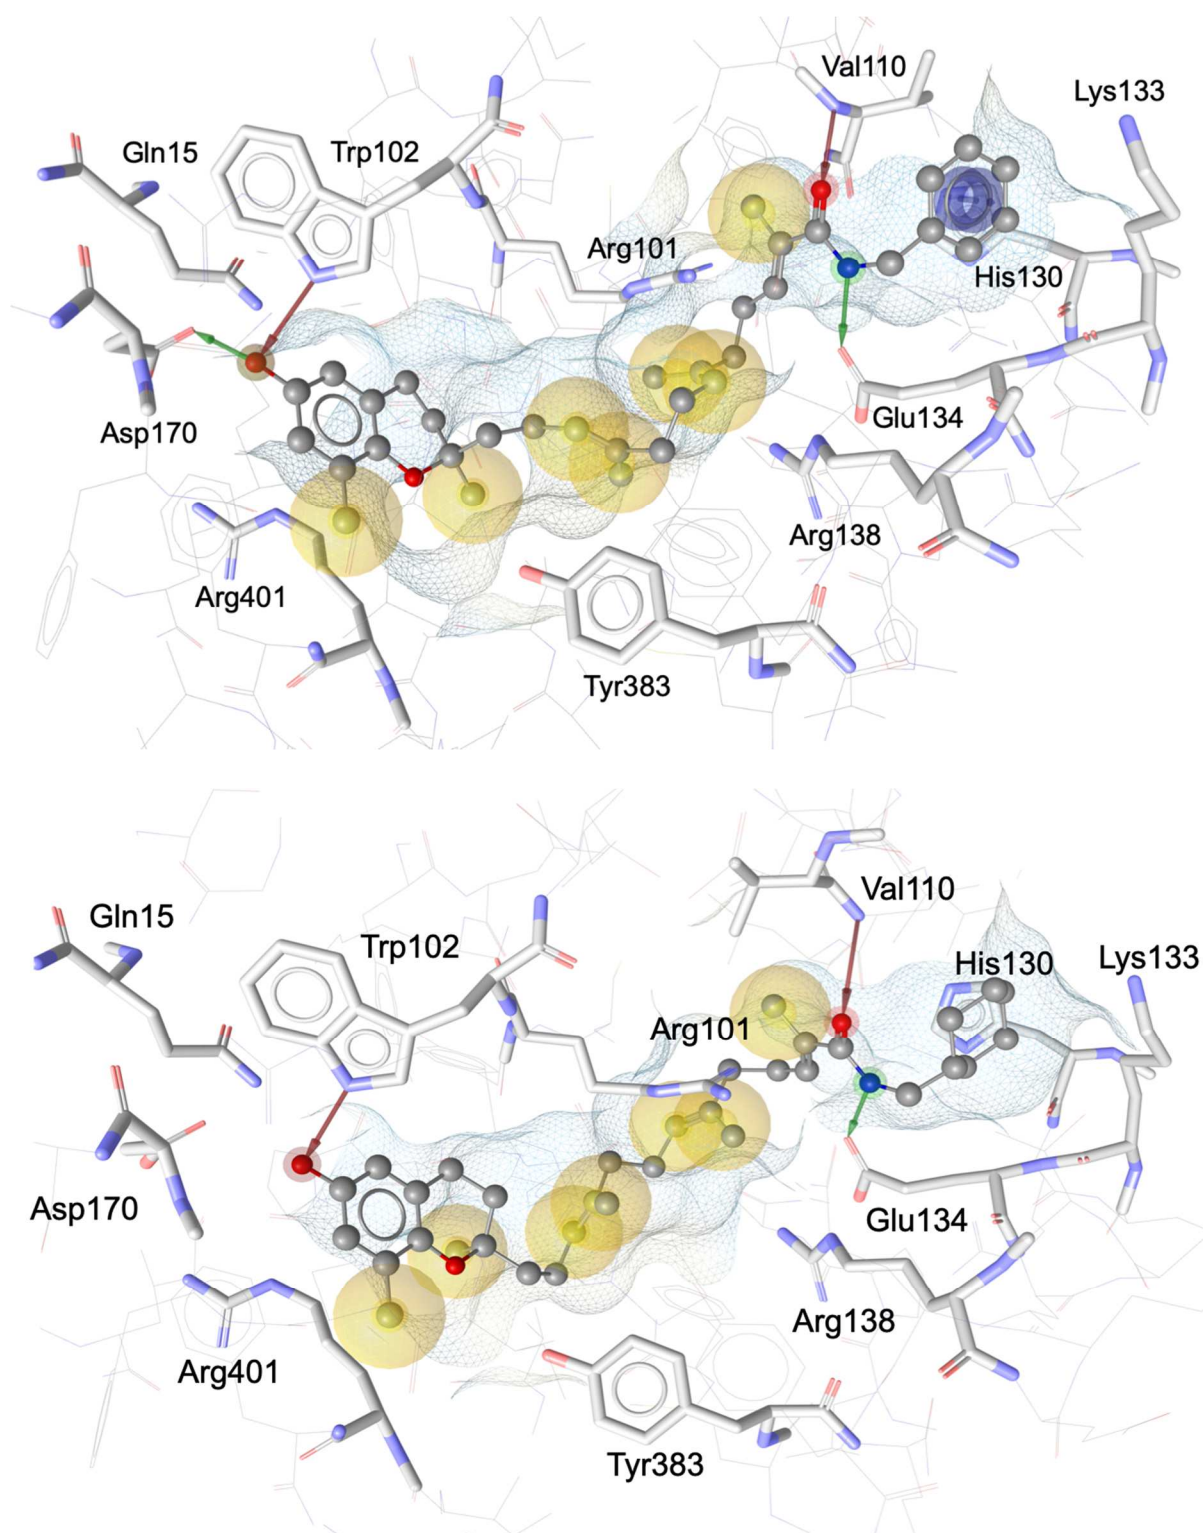 Val110
Lys133
Gln15
Trp102
Arg101
His130
Asp170
Glu134
Arg138
Arg401
Tyr383
Val110
Gln15
Trp102
His130
Lys133
Arg101
Asp170
Glu134
Arg138
Arg401
Tyr383